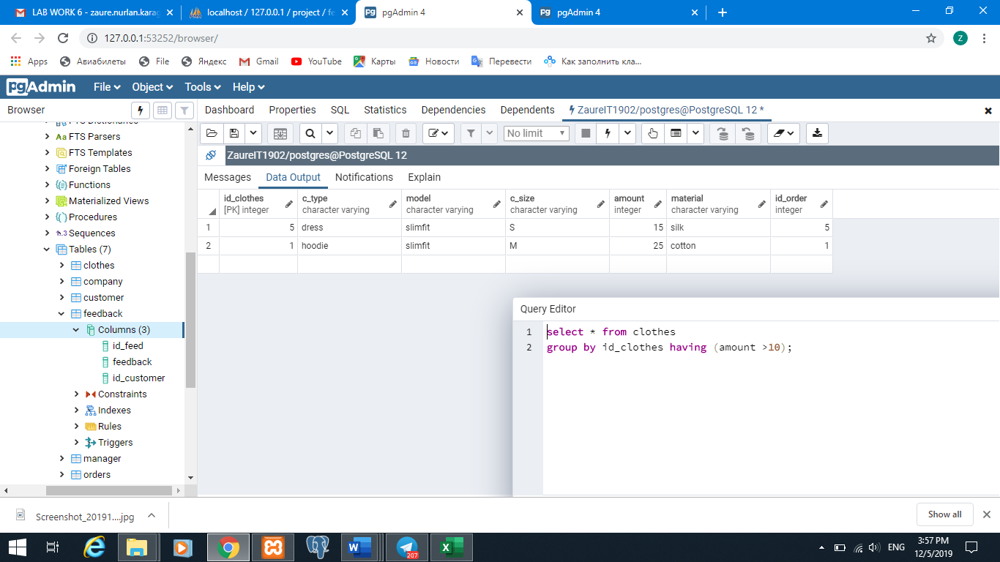 LAB WORK 6 - zaure.nurlan.karag
localhost / 127.0.0.1 / project / fe
pgAdmin 4
pgAdmin 4
127.0.0.1:53252/browser/
Z
Apps
Авиабилеты
File
Яндекс
Gmail
YouTube
Карты
Новости
Перевести
Как заполнить кла...
pgAdmin
File
Object
Tools
Help
Browser
Dashboard
Properties
SQL
Statistics
Dependencies
Dependents
ZaureIT1902/postgres@PostgreSQL 12 *
FTS Dictionaries
FTS Parsers
FTS Templates
Foreign Tables
Functions
Materialized Views
Procedures
Sequences
Tables (7)
clothes
company
customer
feedback
Columns (3)
id_feed
feedback
id_customer
Constraints
Indexes
Rules
Triggers
manager
orders
No limit
ZaureIT1902/postgres@PostgreSQL 12
Messages
Data Output
Notifications
Explain
id_clothes
[PK] integer
c_type
character varying
model
character varying
c_size
character varying
amount
integer
material
character varying
id_order
integer
1 5 dress slimfit S 15 silk 5
2 1 hoodie slimfit M 25 cotton 1
Query Editor
1 select * from clothes
2 group by id_clothes having (amount >10);
Screenshot_20191....jpg
Show all
207
ENG
3:57 PM
12/5/2019